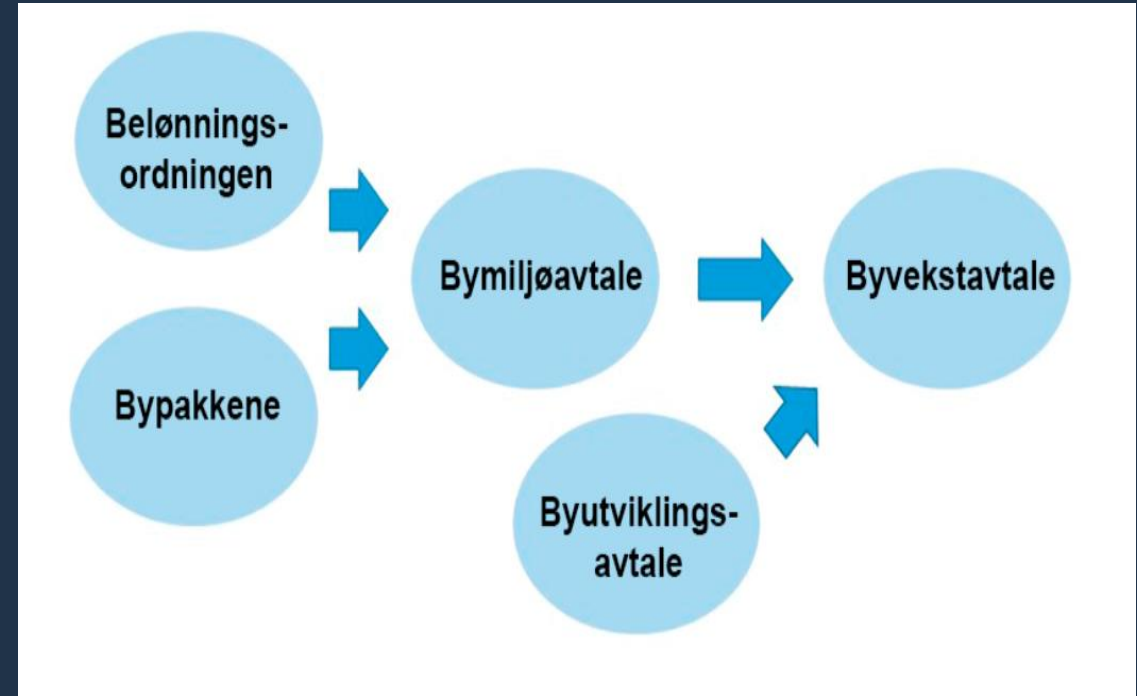 Belønnings-
ordningen
Bypakkene
Bymiljøavtale
Byutviklings-
avtale
Byvekstavtale